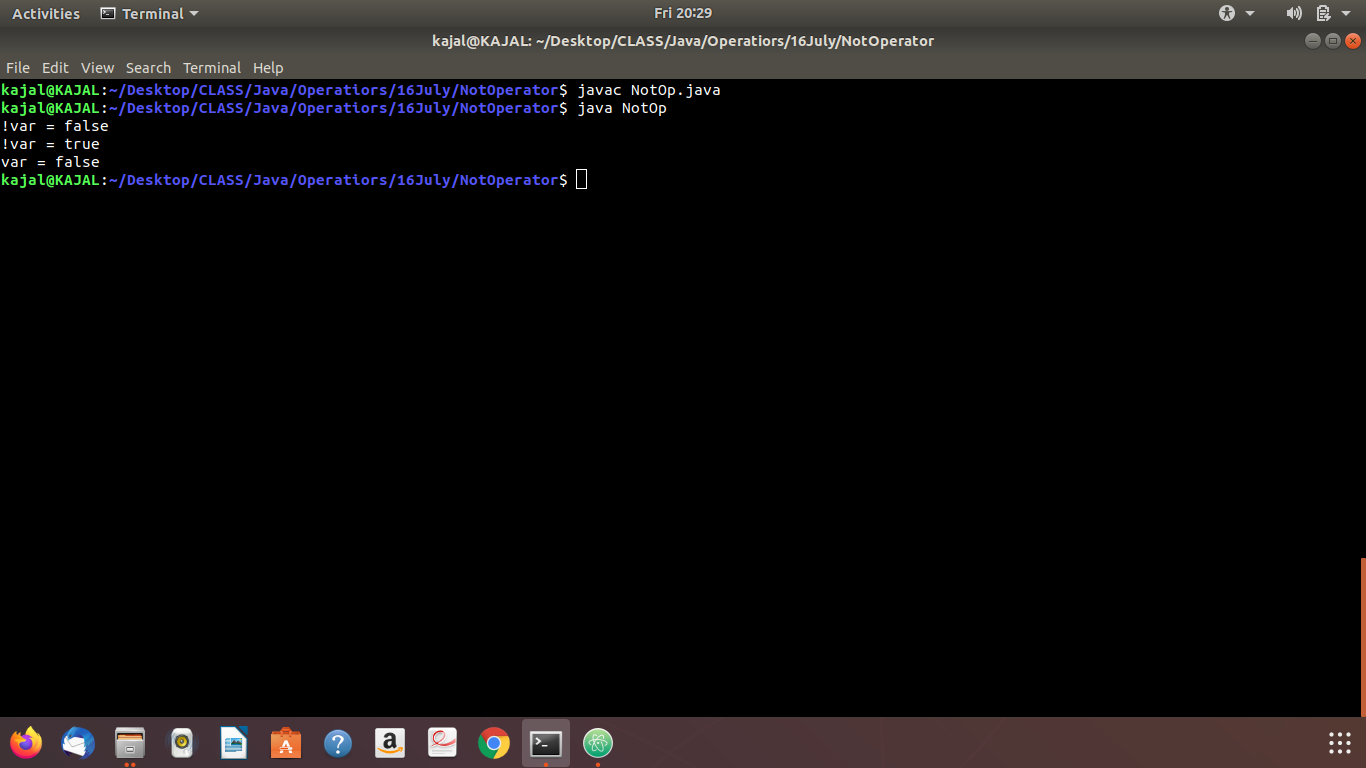 Activities Terminal Fri 20:29
kajal@KAJAL: ~/Desktop/CLASS/Java/Operatiors/16July/NotOperator
File Edit View Search Terminal Help
kajal@KAJAL:~/Desktop/CLASS/Java/Operatiors/16July/NotOperator$ javac NotOp.java
kajal@KAJAL:~/Desktop/CLASS/Java/Operatiors/16July/NotOperator$ java NotOp
!var = false
!var = true
var = false
kajal@KAJAL:~/Desktop/CLASS/Java/Operatiors/16July/NotOperator$